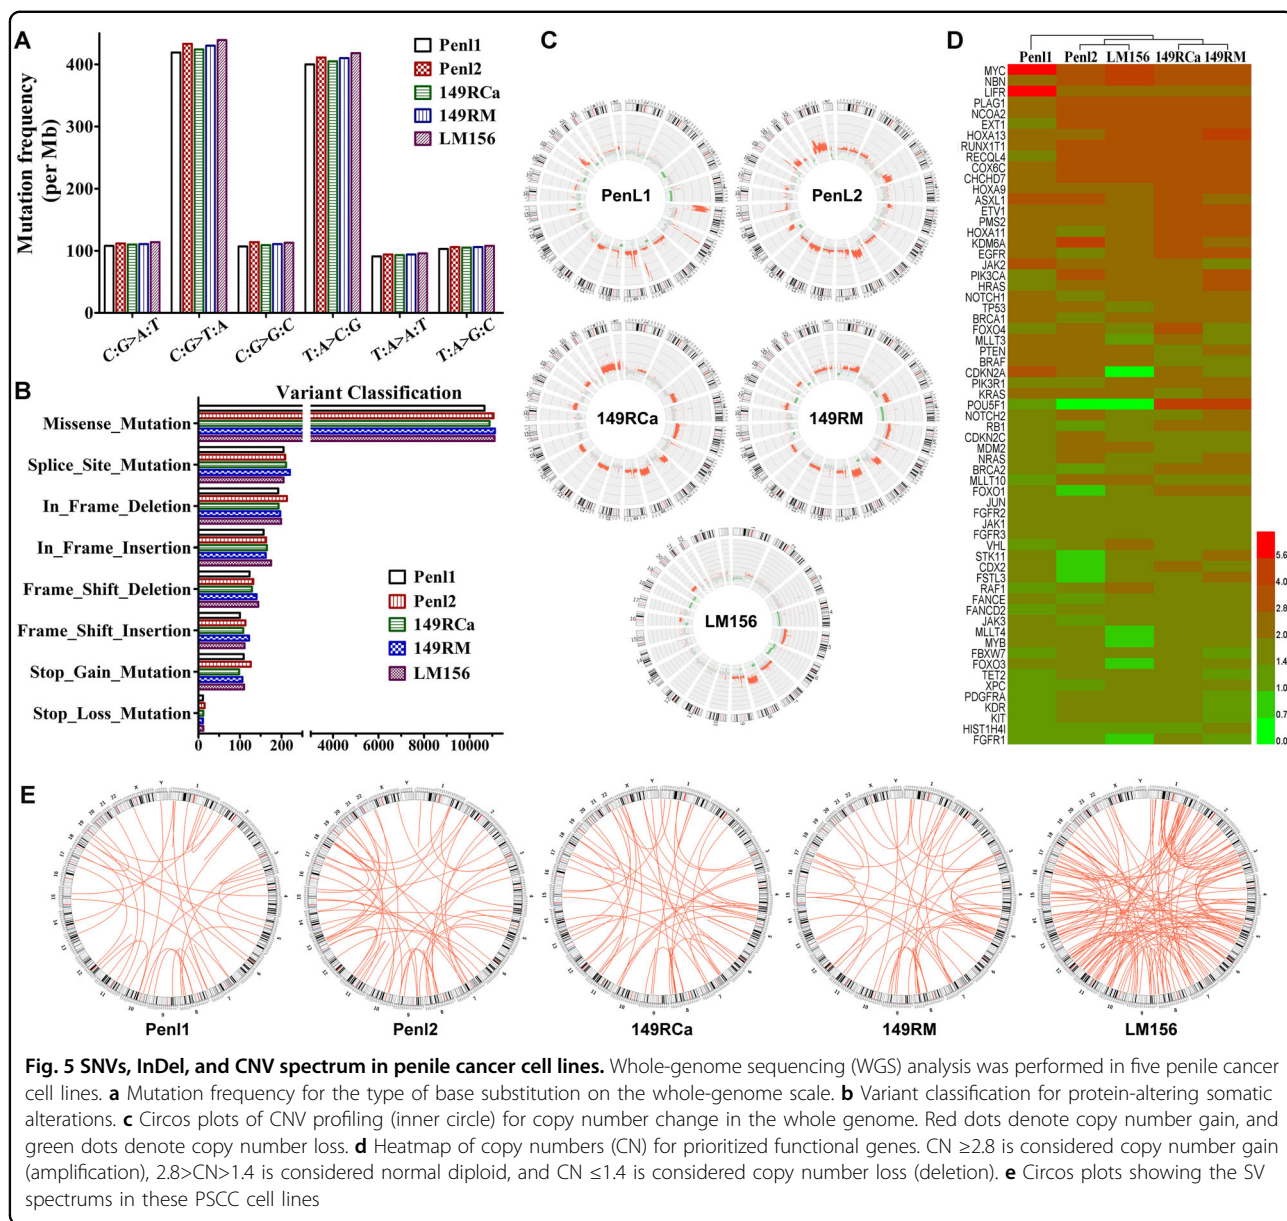 A
Mutation frequency
(per Mb)
400
300
200
100
0
C:G>A:T
C:G>T:A
C:G>G:C
T:A>C:G
T:A>A:T
T:A>G:C
Penl1
Penl2
149RCa
149RM
LM156
B
Variant Classification
Missense_Mutation
Splice_Site_Mutation
In_Frame_Deletion
In_Frame_Insertion
Frame_Shift_Deletion
Frame_Shift_Insertion
Stop_Gain_Mutation
Stop_Loss_Mutation
0 100 200 4000 6000 8000 10000
Penl1
Penl2
149RCa
149RM
LM156
C
PenL1
PenL2
149RCa
149RM
LM156
D
Penl1 Penl2 LM156 149RCa 149RM
MYC
NBN
LIFR
PLAG1
NCOA2
EXT1
HOXA13
RUNX1T1
RECQL4
COX6C
CHCHD7
HOXA9
ASXL1
ETV1
PMS2
HOXA11
KDM6A
EGFR
JAK2
PIK3CA
HRAS
NOTCH1
TP53
BRCA1
FOXO4
MLLT3
PTEN
BRAF
CDKN2A
PIK3R1
KRAS
POU5F1
NOTCH2
RB1
CDKN2C
MDM2
NRAS
BRCA2
MLLT10
FOXO1
JUN
FGFR2
JAK1
FGFR3
VHL
STK11
CDX2
FSTL3
RAF1
FANCE
FANCD2
JAK3
MLLT4
MYB
FBXW7
FOXO3
TET2
XPC
PDGFRA
KDR
KIT
HIST1H4I
FGFR1
5.6
4.0
2.8
2.0
1.4
1.0
0.7
0.0
E
Penl1
Penl2
149RCa
149RM
LM156
Fig. 5 SNVs, InDel, and CNV spectrum in penile cancer cell lines. Whole-genome sequencing (WGS) analysis was performed in five penile cancer
cell lines. a Mutation frequency for the type of base substitution on the whole-genome scale. b Variant classification for protein-altering somatic
alterations. c Circos plots of CNV profiling (inner circle) for copy number change in the whole genome. Red dots denote copy number gain, and
green dots denote copy number loss. d Heatmap of copy numbers (CN) for prioritized functional genes. CN ≥2.8 is considered copy number gain
(amplification), 2.8>CN>1.4 is considered normal diploid, and CN ≤1.4 is considered copy number loss (deletion). e Circos plots showing the SV
spectrums in these PSCC cell lines